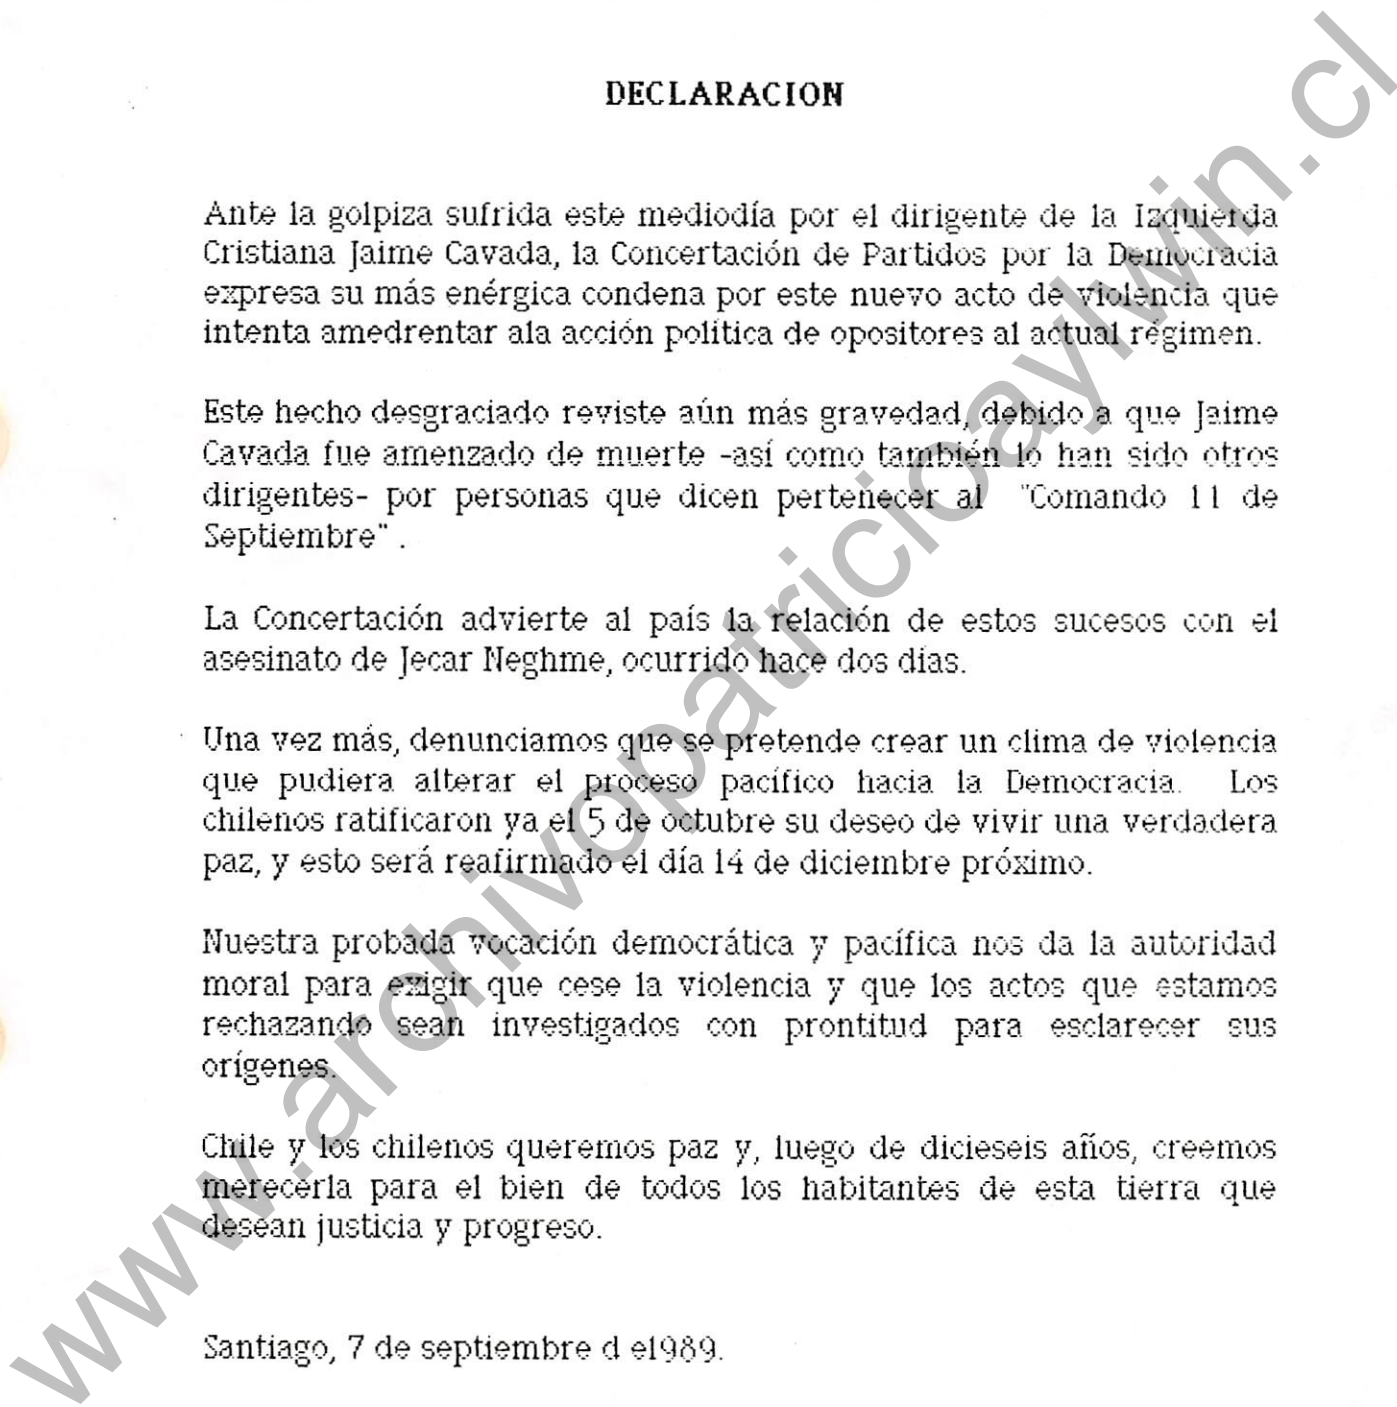 DECLARACION
Ante la golpiza sufrida este mediodía por el dirigente de la Izquierda
Cristiana Jaime Cavada, la Concertación de Partidos por la Democracia
expresa su más enérgica condena por este nuevo acto de violencia que
intenta amedrentar ala acción política de opositores al actual régimen.
Este hecho desgraciado reviste aún más gravedad, debido a que Jaime
Cavada fue amenzado de muerte -así como también lo han sido otros
dirigentes- por personas que dicen pertenecer al "Comando 11 de
Septiembre" .
La Concertación advierte al país la relación de estos sucesos con el
asesinato de Jecar Neghme, ocurrido hace dos días.
Una vez más, denunciamos que se pretende crear un clima de violencia
que pudiera alterar el proceso pacífico hacia la Democracia. Los
chilenos ratificaron ya el 5 de octubre su deseo de vivir una verdadera
paz, y esto será reafirmado el día 14 de diciembre próximo.
Nuestra probada vocación democrática y pacífica nos da la autoridad
moral para exigir que cese la violencia y que los actos que estamos
rechazando sean investigados con prontitud para esclarecer sus
orígenes.
Chile y los chilenos queremos paz y, luego de dicieseis años, creemos
merecerla para el bien de todos los habitantes de esta tierra que
desean justicia y progreso.
Santiago, 7 de septiembre d el989.
www.archivopatricioaylwin.cl